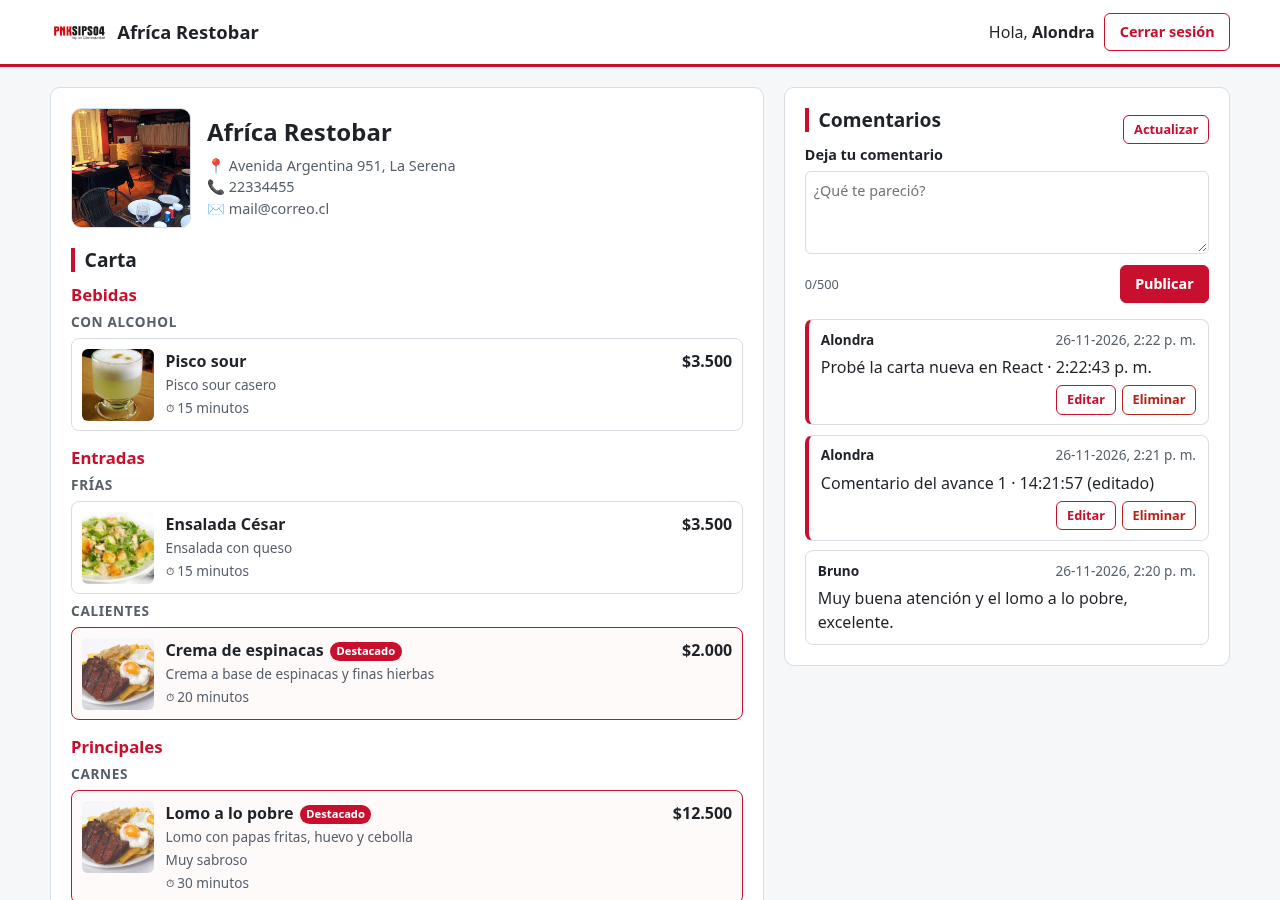 PNKSIPSO4
Afríca Restobar
Hola, Alondra
Cerrar sesión
Afríca Restobar
Avenida Argentina 951, La Serena
22334455
mail@correo.cl
Carta
Bebidas
CON ALCOHOL
Pisco sour
$3.500
Pisco sour casero
15 minutos
Entradas
FRÍAS
Ensalada César
$3.500
Ensalada con queso
15 minutos
CALIENTES
Crema de espinacas Destacado
$2.000
Crema a base de espinacas y finas hierbas
20 minutos
Principales
CARNES
Lomo a lo pobre Destacado
$12.500
Lomo con papas fritas, huevo y cebolla
Muy sabroso
30 minutos
Comentarios
Actualizar
Deja tu comentario
¿Qué te pareció?
0/500
Publicar
Alondra
26-11-2026, 2:22 p. m.
Probé la carta nueva en React · 2:22:43 p. m.
Editar
Eliminar
Alondra
26-11-2026, 2:21 p. m.
Comentario del avance 1 · 14:21:57 (editado)
Editar
Eliminar
Bruno
26-11-2026, 2:20 p. m.
Muy buena atención y el lomo a lo pobre,
excelente.